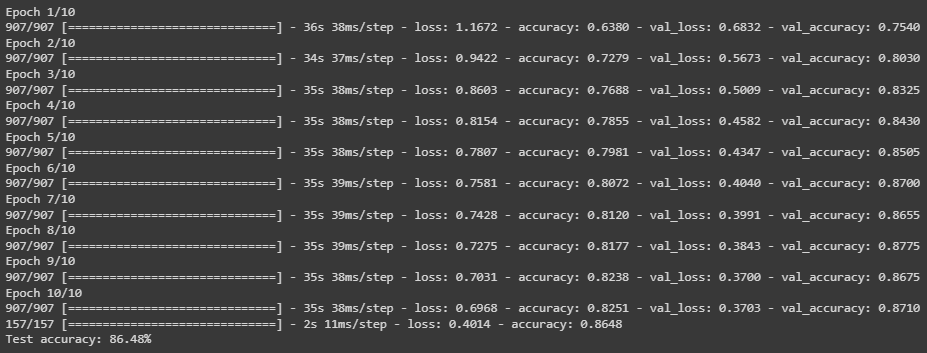 Epoch 1/10
907/907 [==============================] - 36s 38ms/step - loss: 1.1672 - accuracy: 0.6380 - val_loss: 0.6832 - val_accuracy: 0.7540
Epoch 2/10
907/907 [==============================] - 34s 37ms/step - loss: 0.9422 - accuracy: 0.7279 - val_loss: 0.5673 - val_accuracy: 0.8030
Epoch 3/10
907/907 [==============================] - 35s 38ms/step - loss: 0.8603 - accuracy: 0.7688 - val_loss: 0.5009 - val_accuracy: 0.8325
Epoch 4/10
907/907 [==============================] - 35s 38ms/step - loss: 0.8154 - accuracy: 0.7855 - val_loss: 0.4582 - val_accuracy: 0.8430
Epoch 5/10
907/907 [==============================] - 35s 38ms/step - loss: 0.7807 - accuracy: 0.7981 - val_loss: 0.4347 - val_accuracy: 0.8505
Epoch 6/10
907/907 [==============================] - 35s 39ms/step - loss: 0.7581 - accuracy: 0.8072 - val_loss: 0.4040 - val_accuracy: 0.8700
Epoch 7/10
907/907 [==============================] - 35s 39ms/step - loss: 0.7428 - accuracy: 0.8120 - val_loss: 0.3991 - val_accuracy: 0.8655
Epoch 8/10
907/907 [==============================] - 35s 39ms/step - loss: 0.7275 - accuracy: 0.8177 - val_loss: 0.3843 - val_accuracy: 0.8775
Epoch 9/10
907/907 [==============================] - 35s 38ms/step - loss: 0.7031 - accuracy: 0.8238 - val_loss: 0.3700 - val_accuracy: 0.8675
Epoch 10/10
907/907 [==============================] - 35s 38ms/step - loss: 0.6968 - accuracy: 0.8251 - val_loss: 0.3703 - val_accuracy: 0.8710
157/157 [==============================] - 2s 11ms/step - loss: 0.4014 - accuracy: 0.8648
Test accuracy: 86.48%